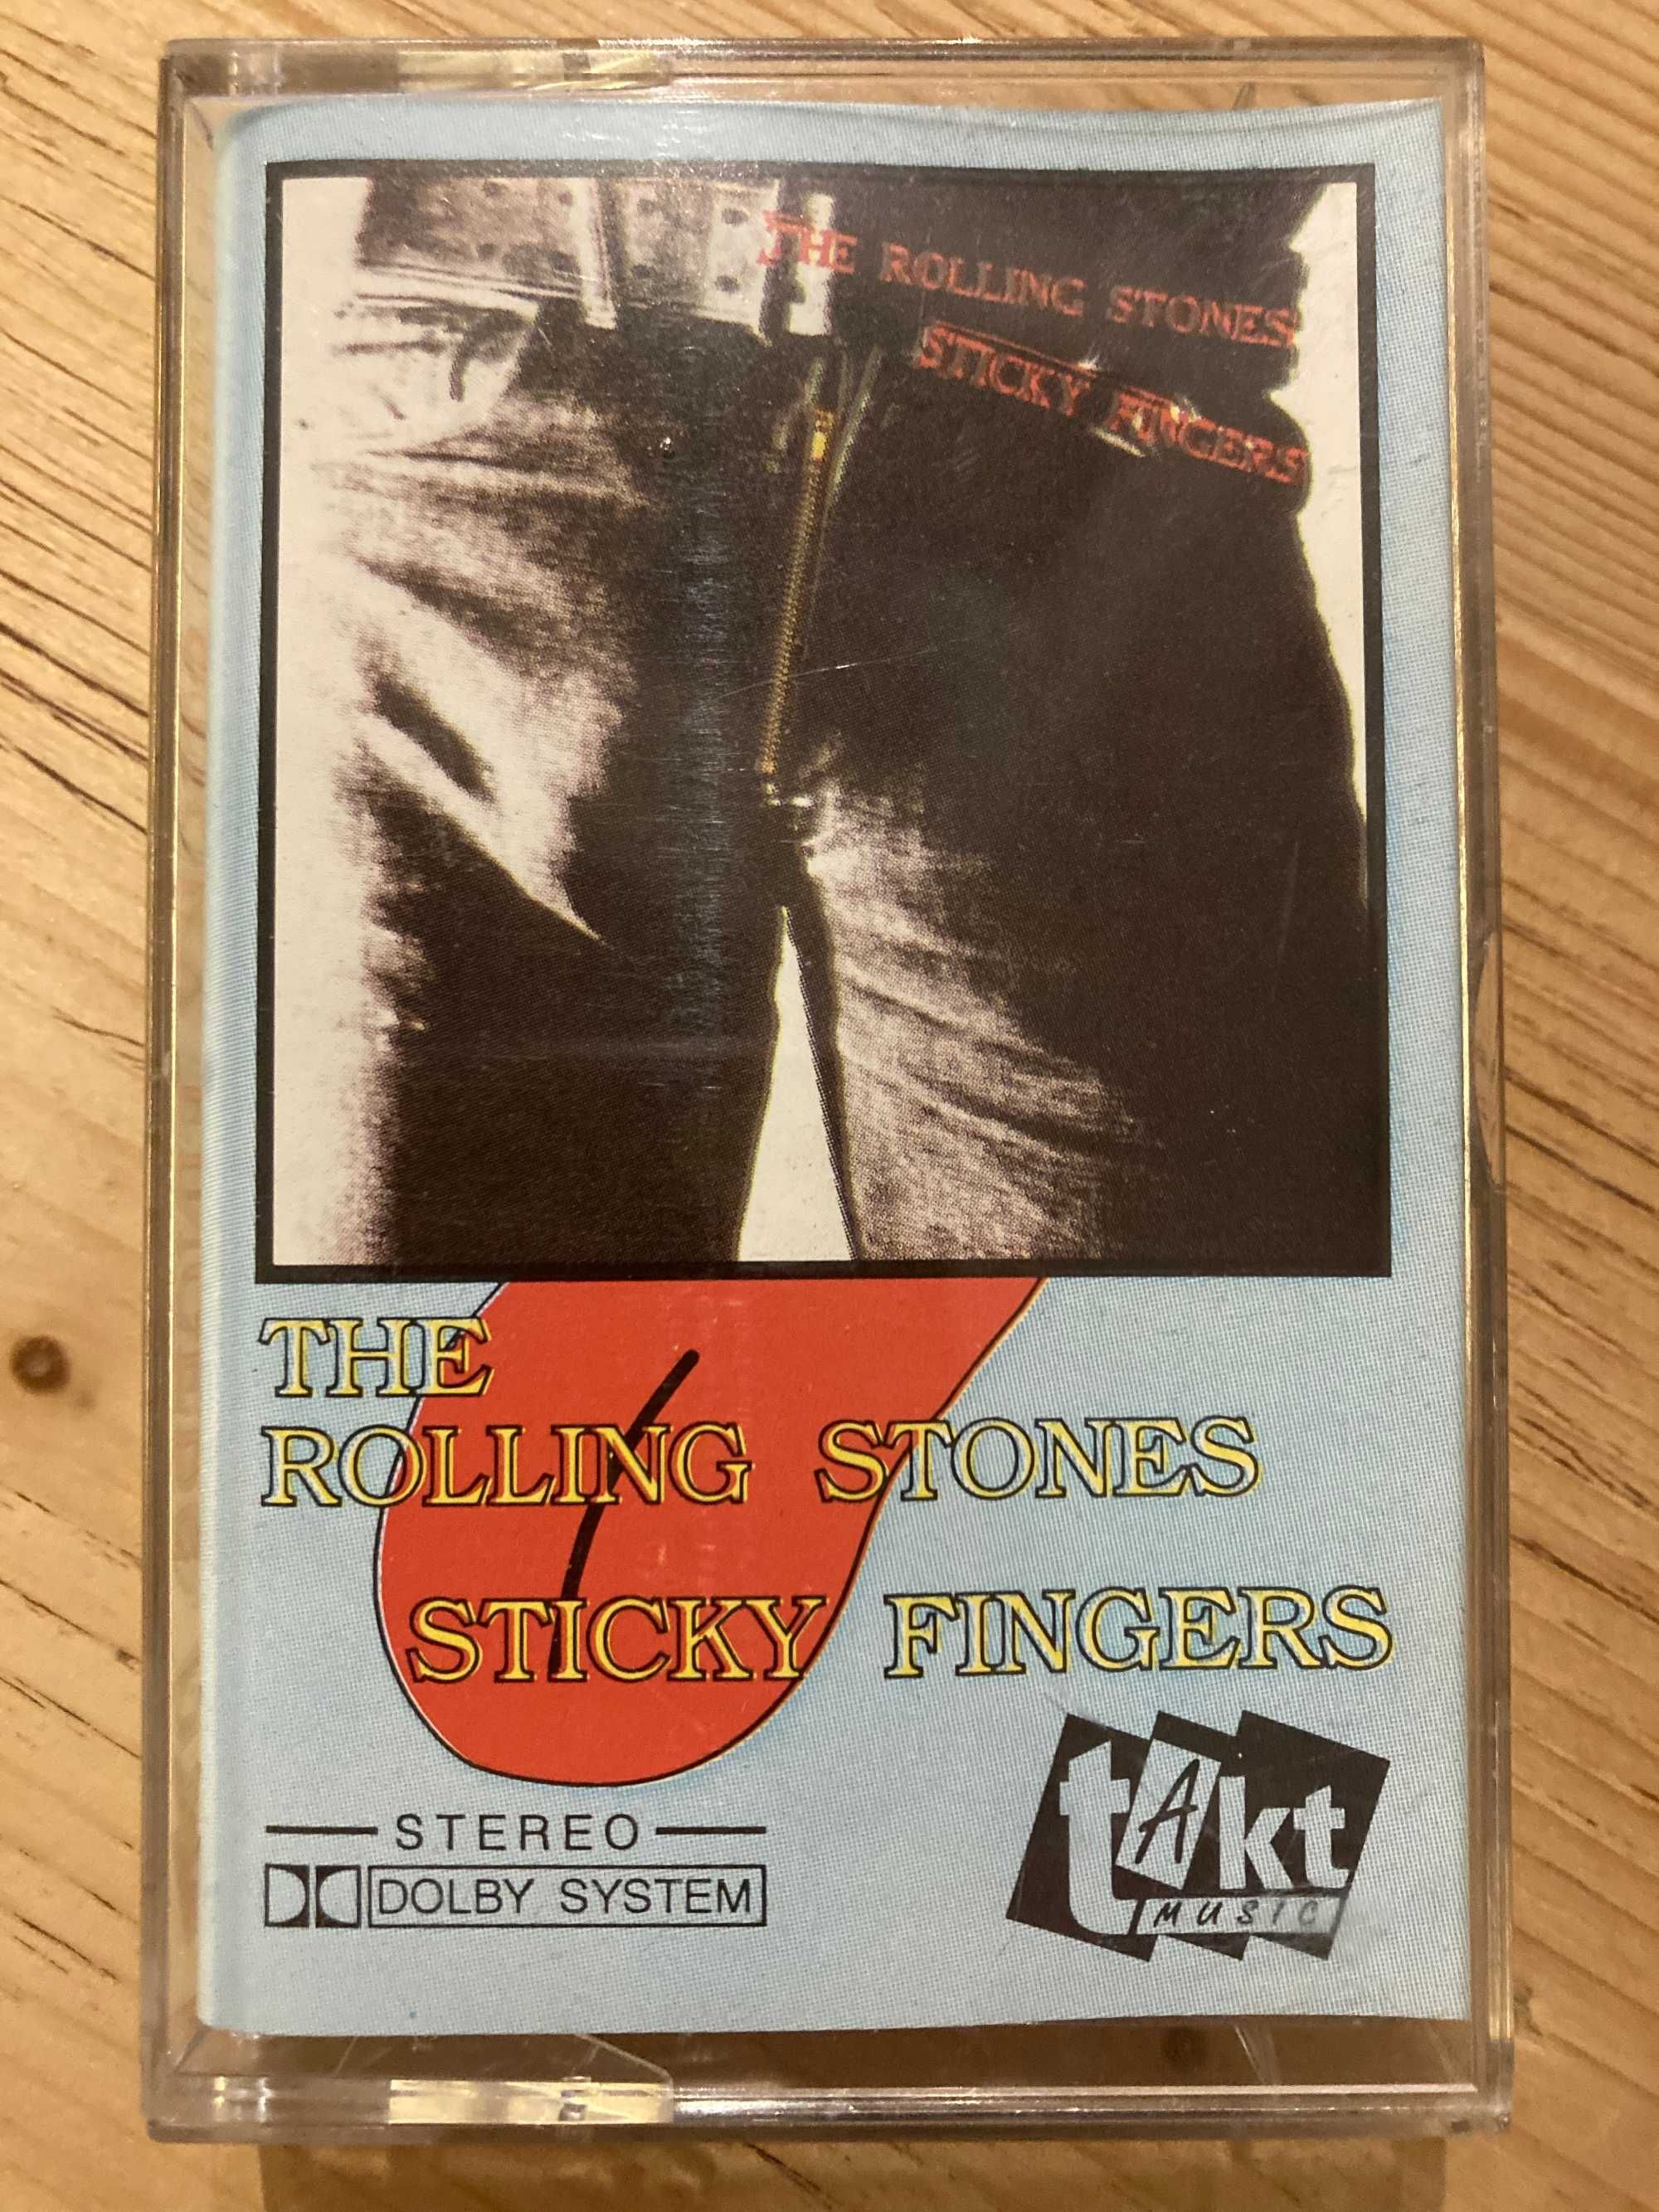 THE ROLLING STONES
STICKY FINGERS
THE
ROLLING STONES
STICKY FINGERS
STEREO
DOLBY SYSTEM
tAkt
MUSIC